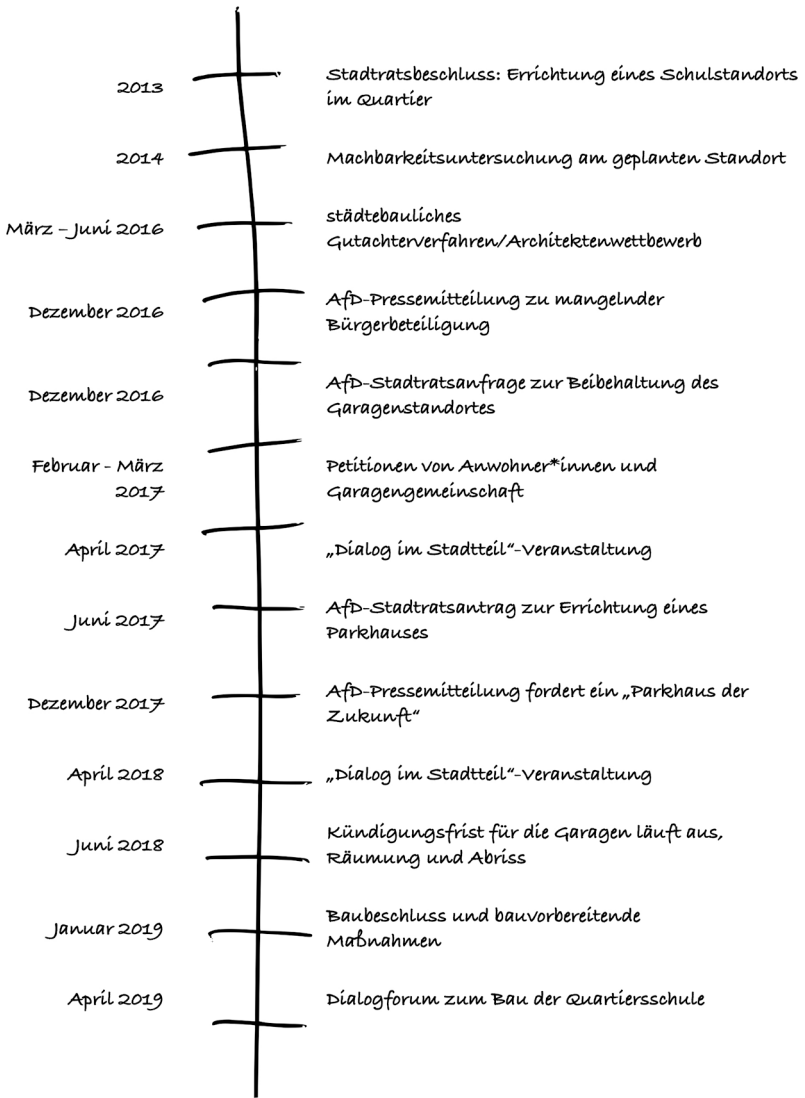 2013
Stadtratsbeschluss: Errichtung eines Schulstandorts
im Quartier
2014
Machbarkeitsuntersuchung am geplanten Standort
März – Juni 2016
städtebauliches
Gutachterverfahren/Architektenwettbewerb
Dezember 2016
AfD-Pressemitteilung zu mangelnder
Bürgerbeteiligung
Dezember 2016
AfD-Stadtratsanfrage zur Beibehaltung des
Garagenstandortes
Februar - März
2017
Petitionen von Anwohner*innen und
Garagengemeinschaft
April 2017
„Dialog im Stadtteil“-Veranstaltung
Juni 2017
AfD-Stadtratsantrag zur Errichtung eines
Parkhauses
Dezember 2017
AfD-Pressemitteilung fordert ein „Parkhaus der
Zukunft“
April 2018
„Dialog im Stadtteil“-Veranstaltung
Juni 2018
Kündigungsfrist für die Garagen läuft aus,
Räumung und Abriss
Januar 2019
Baubeschluss und bauvorbereitende
Maßnahmen
April 2019
Dialogforum zum Bau der Quartiersschule